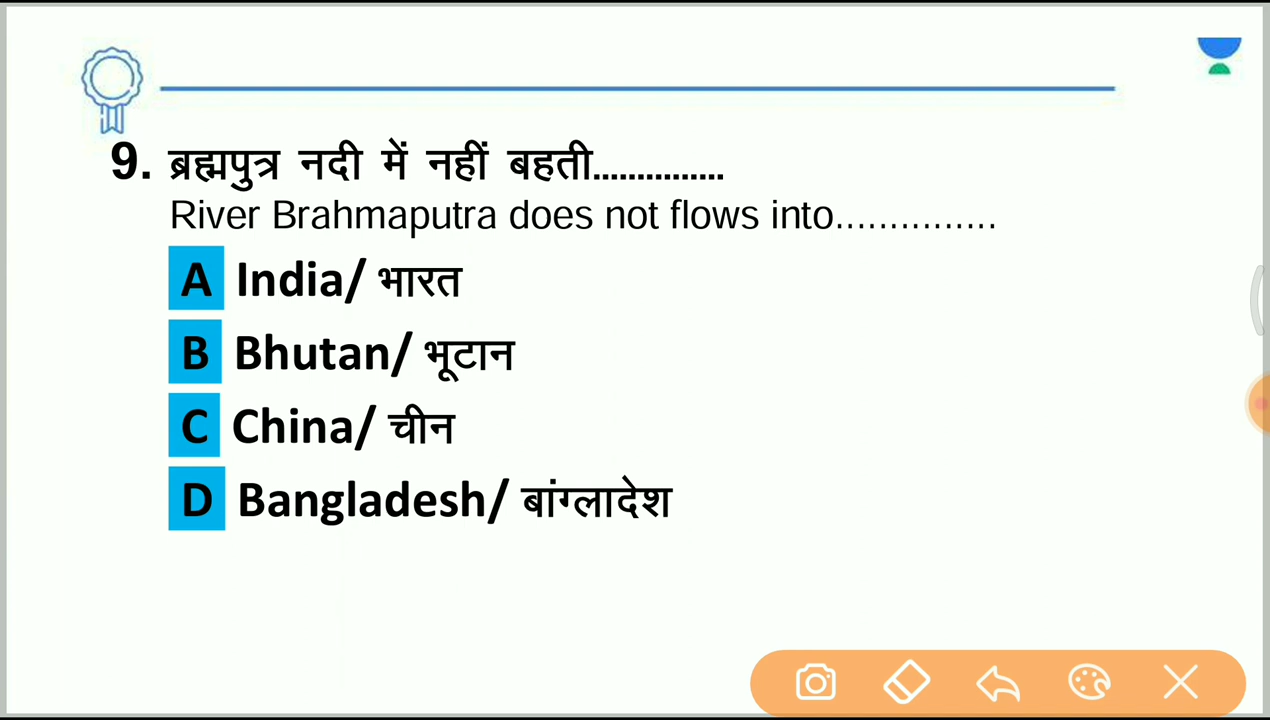 9. ब्रह्मपुत्र नदी में नहीं बहती...............
River Brahmaputra does not flows into...............
A India/ भारत
B Bhutan/ भूटान
C China/ चीन
D Bangladesh/ बांग्लादेश